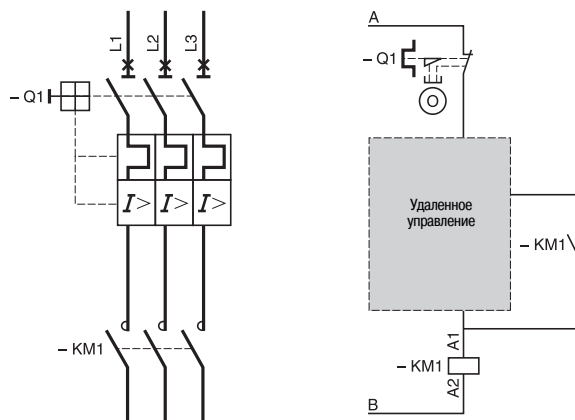 L1
L2
L3
– Q1
I>
I>
I>
– KM1
A
– Q1
Удаленное
управление
– KM1
A1
– KM1
A2
B